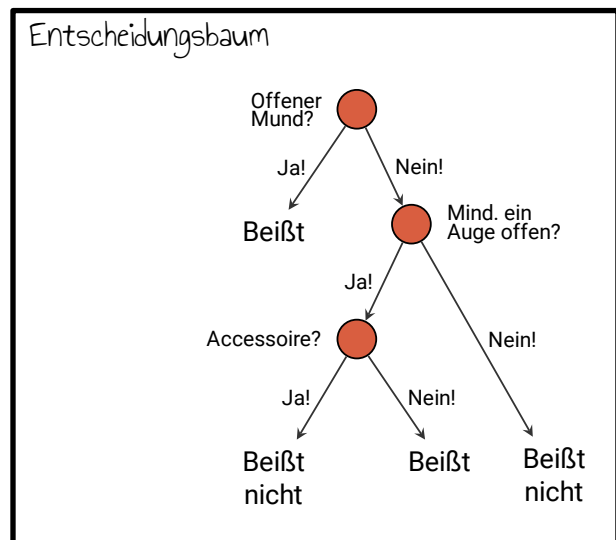 Entscheidungsbaum
Offener
Mund?
Ja!
Nein!
Beißt
Mind. ein
Auge offen?
Ja!
Nein!
Accessoire?
Ja!
Nein!
Beißt
nicht
Beißt
Beißt
nicht